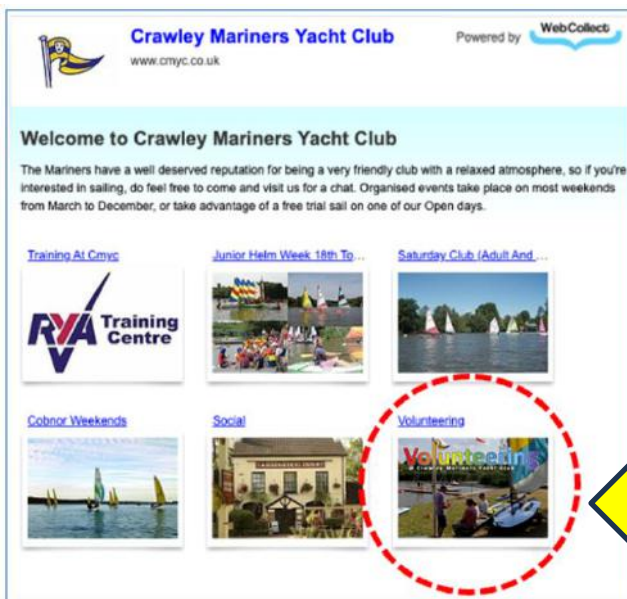 Crawley Mariners Yacht Club
Powered by WebCollect
www.cmyc.co.uk
Welcome to Crawley Mariners Yacht Club
The Mariners have a well deserved reputation for being a very friendly club with a relaxed atmosphere, so if you're
interested in sailing, do feel free to come and visit us for a chat. Organised events take place on most weekends
from March to December, or take advantage of a free trial sail on one of our Open days.
Training At Cmyc
Junior Helm Week 18th To...
Saturday Club (Adult And ...
RYA Training Centre
Cobnor Weekends
Social
Volunteering
Volunteering
at Crawley Mariners Yacht Club